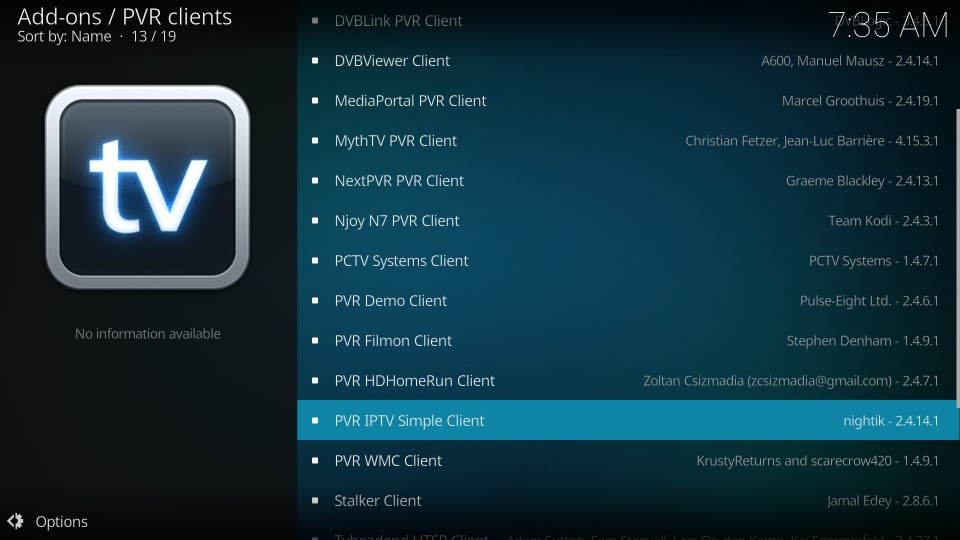 Add-ons / PVR clients
Sort by: Name · 13 / 19
7:35 AM
tv
No information available
DVBLink PVR Client
DVBViewer Client A600, Manuel Mausz - 2.4.14.1
MediaPortal PVR Client Marcel Groothuis - 2.4.19.1
MythTV PVR Client Christian Fetzer, Jean-Luc Barrière - 4.15.3.1
NextPVR PVR Client Graeme Blackley - 2.4.13.1
Njoy N7 PVR Client Team Kodi - 2.4.3.1
PCTV Systems Client PCTV Systems - 1.4.7.1
PVR Demo Client Pulse-Eight Ltd. - 2.4.6.1
PVR Filmon Client Stephen Denham - 1.4.9.1
PVR HDHomeRun Client Zoltan Csizmadia (zcsizmadia@gmail.com) - 2.4.7.1
PVR IPTV Simple Client nightik - 2.4.14.1
PVR WMC Client KrustyReturns and scarecrow420 - 1.4.9.1
Stalker Client Jamal Edey - 2.8.6.1
Options